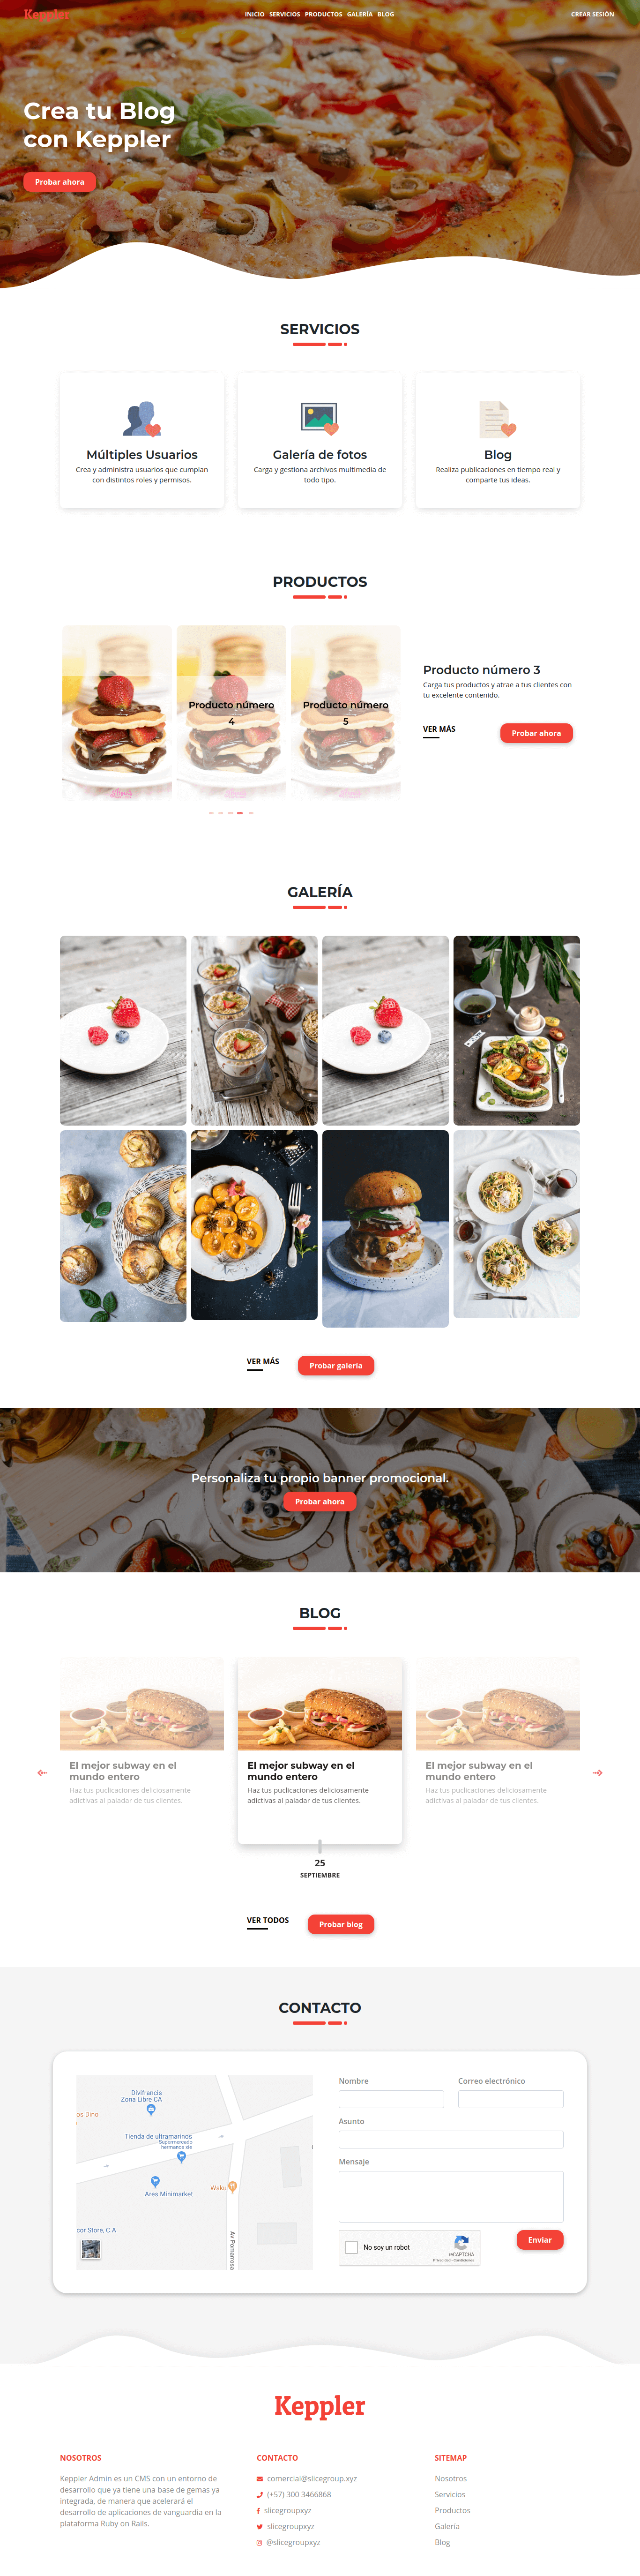 Keppler
INICIO SERVICIOS PRODUCTOS GALERÍA BLOG
CREAR SESIÓN
Crea tu Blog
con Keppler
Probar ahora
SERVICIOS
Múltiples Usuarios
Crea y administra usuarios que cumplan
con distintos roles y permisos.
Galería de fotos
Carga y gestiona archivos multimedia de
todo tipo.
Blog
Realiza publicaciones en tiempo real y
comparte tus ideas.
PRODUCTOS
Producto número
4
Producto número
5
Producto número 3
Carga tus productos y atrae a tus clientes con
tu excelente contenido.
VER MÁS
Probar ahora
GALERÍA
VER MÁS
Probar galería
Personaliza tu propio banner promocional.
Probar ahora
BLOG
El mejor subway en el
mundo entero
Haz tus puclicaciones deliciosamente
adictivas al paladar de tus clientes.
El mejor subway en el
mundo entero
Haz tus puclicaciones deliciosamente
adictivas al paladar de tus clientes.
El mejor subway en el
mundo entero
Haz tus puclicaciones deliciosamente
adictivas al paladar de tus clientes.
25
SEPTIEMBRE
VER TODOS
Probar blog
CONTACTO
Divifrancis
Zona Libre CA
os Dino
Tienda de ultramarinos
Supermercado
hermanos sie
Waku
Ares Minimarket
cor Store, C.A
Av Pomarrosa
Nombre
Correo electrónico
Asunto
Mensaje
No soy un robot
reCAPTCHA
Privacidad - Condiciones
Enviar
Keppler
NOSOTROS
Keppler Admin es un CMS con un entorno de
desarrollo que ya tiene una base de gemas ya
integrada, de manera que acelerará el
desarrollo de aplicaciones de vanguardia en la
plataforma Ruby on Rails.
CONTACTO
comercial@slicegroup.xyz
(+57) 300 3466868
slicegroupxyz
slicegroupxyz
@slicegroupxyz
SITEMAP
Nosotros
Servicios
Productos
Galería
Blog